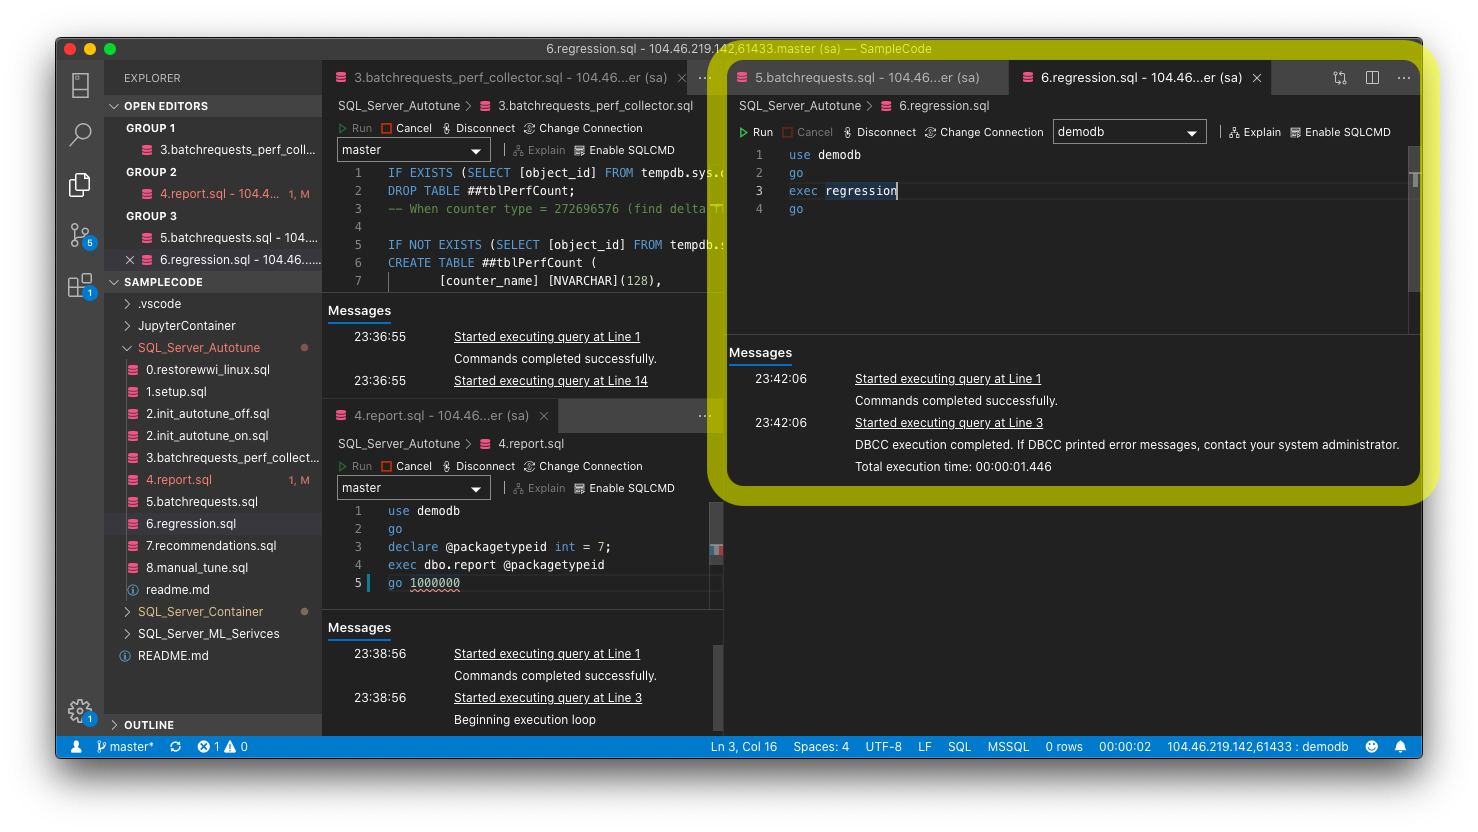 6.regression.sql - 104.46.219.142,61433.master (sa) — SampleCode
EXPLORER
OPEN EDITORS
GROUP 1
3.batchrequests_perf_coll...
GROUP 2
4.report.sql - 104.4... 1, M
GROUP 3
5.batchrequests.sql - 104....
6.regression.sql - 104.46......
SAMPLECODE
.vscode
JupyterContainer
SQL_Server_Autotune
0.restorewwi_linux.sql
1.setup.sql
2.init_autotune_off.sql
2.init_autotune_on.sql
3.batchrequests_perf_collect...
4.report.sql 1, M
5.batchrequests.sql
6.regression.sql
7.recommendations.sql
8.manual_tune.sql
readme.md
SQL_Server_Container
SQL_Server_ML_Serivces
README.md
OUTLINE
5
1
1
3.batchrequests_perf_collector.sql - 104.46...er (sa)
SQL_Server_Autotune > 3.batchrequests_perf_collector.sql
Run Cancel Disconnect Change Connection
master Explain Enable SQLCMD
1 IF EXISTS (SELECT [object_id] FROM tempdb.sys.
2 DROP TABLE ##tblPerfCount;
3 -- When counter type = 272696576 (find delta
4
5 IF NOT EXISTS (SELECT [object_id] FROM tempdb.
6 CREATE TABLE ##tblPerfCount (
7 [counter_name] [NVARCHAR](128),
Messages
23:36:55 Started executing query at Line 1
Commands completed successfully.
23:36:55 Started executing query at Line 14
4.report.sql - 104.46...er (sa)
SQL_Server_Autotune > 4.report.sql
Run Cancel Disconnect Change Connection
master Explain Enable SQLCMD
1 use demodb
2 go
3 declare @packagetypeid int = 7;
4 exec dbo.report @packagetypeid
5 go 1000000
Messages
23:38:56 Started executing query at Line 1
Commands completed successfully.
23:38:56 Started executing query at Line 3
Beginning execution loop
5.batchrequests.sql - 104.46...er (sa)
6.regression.sql - 104.46...er (sa)
SQL_Server_Autotune > 6.regression.sql
Run Cancel Disconnect Change Connection demodb Explain Enable SQLCMD
1 use demodb
2 go
3 exec regression
4 go
Messages
23:42:06 Started executing query at Line 1
Commands completed successfully.
23:42:06 Started executing query at Line 3
DBCC execution completed. If DBCC printed error messages, contact your system administrator.
Total execution time: 00:00:01.446
master* 1 0 Ln 3, Col 16 Spaces: 4 UTF-8 LF SQL MSSQL 0 rows 00:00:02 104.46.219.142,61433 : demodb